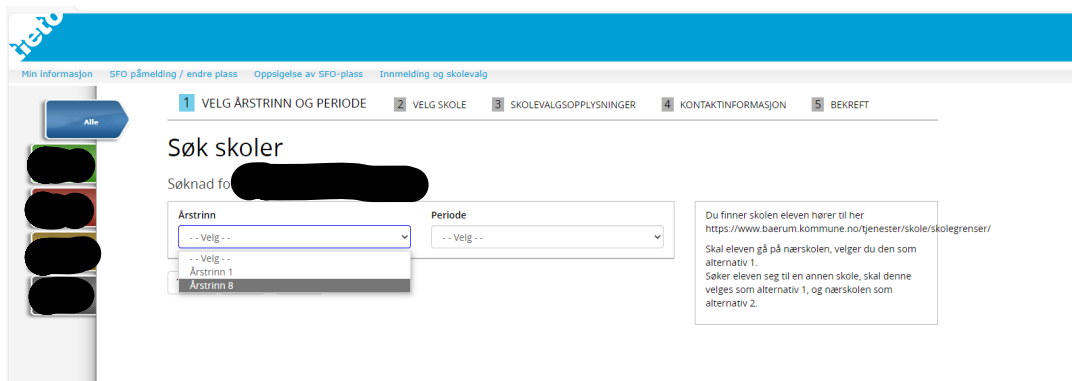 tieto
Min informasjon SFO påmelding / endre plass Oppsigelse av SFO-plass Innmelding og skolevalg
1 VELG ÅRSTRINN OG PERIODE 2 VELG SKOLE 3 SKOLEVALGSOPPLYSNINGER 4 KONTAKTINFORMASJON 5 BEKREFT
Alle
Søk skoler
Søknad fo
Årstrinn Periode
- - Velg - - - - Velg - -
- - Velg - -
Årstrinn 1
Årstrinn 8
Du finner skolen eleven hører til her
https://www.baerum.kommune.no/tjenester/skole/skolegrenser/
Skal eleven gå på nærskolen, velger du den som
alternativ 1.
Søker eleven seg til en annen skole, skal denne
velges som alternativ 1, og nærskolen som
alternativ 2.